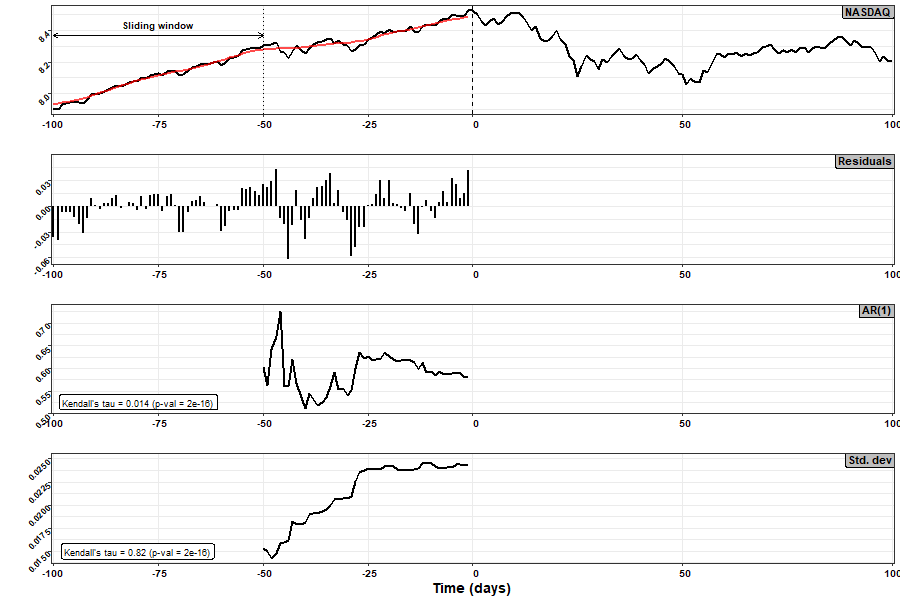 NASDAQ
Sliding window
8.4
8.2
8.0
-100 -75 -50 -25 0 50 100
Residuals
0.03
0.00
-0.03
-0.06
-100 -75 -50 -25 0 50 100
AR(1)
0.70
0.65
0.60
0.55
0.50
Kendall's tau = 0.014 (p-val = 2e-16)
-100 -75 -50 -25 0 50 100
Std. dev
0.0250
0.0225
0.0200
0.0175
0.0150
Kendall's tau = 0.82 (p-val = 2e-16)
-100 -75 -50 -25 0 50 100
Time (days)